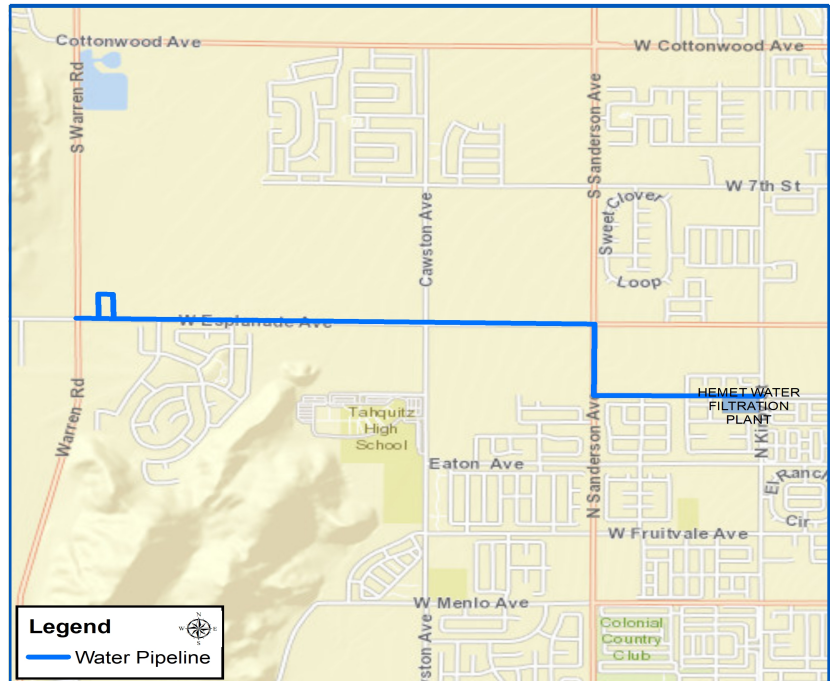 Cottonwood Ave
W Cottonwood Ave
S Warren Rd
S Sanderson Ave
W 7th St
Cawston Ave
Sweet Clover
Loop
W Esplanade Ave
HEMET WATER
FILTRATION
PLANT
Warren Rd
Tahquitz
High
School
N Sanderson Ave
Eaton Ave
El Ranch
Cir
W Fruitvale Ave
W Menlo Ave
Colonial
Country
Club
Legend
N
W
E
S
Water Pipeline